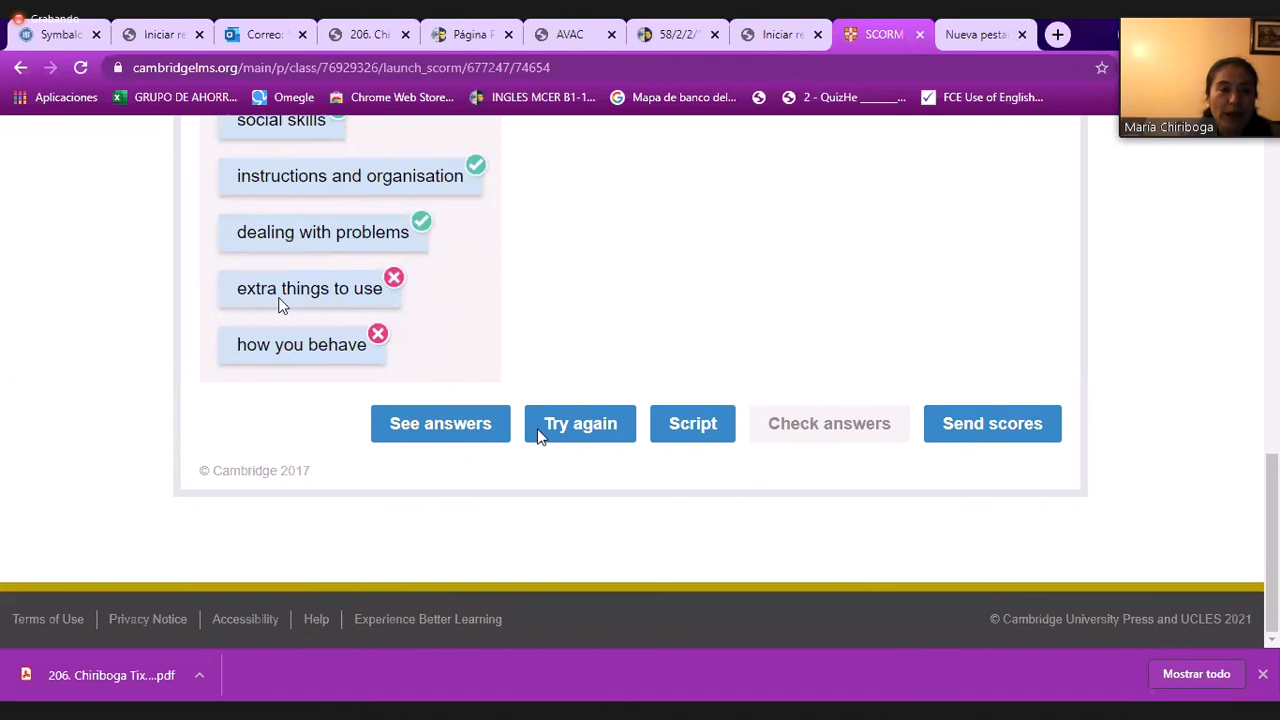 Grabando
Symbalc
Iniciar re
Correo:
206. Chi
Página P
AVAC
58/2/2/
Iniciar re
SCORM
Nueva pesta
cambridgelms.org/main/p/class/76929326/launch_scorm/677247/74654
Aplicaciones
GRUPO DE AHORR...
Omegle
Chrome Web Store...
INGLES MCER B1-1...
Mapa de banco del...
2 - QuizHe ______...
FCE Use of English...
María Chiriboga
social skills
instructions and organisation
dealing with problems
extra things to use
how you behave
See answers
Try again
Script
Check answers
Send scores
© Cambridge 2017
Terms of Use
Privacy Notice
Accessibility
Help
Experience Better Learning
© Cambridge University Press and UCLES 2021
206. Chiriboga Tix....pdf
Mostrar todo